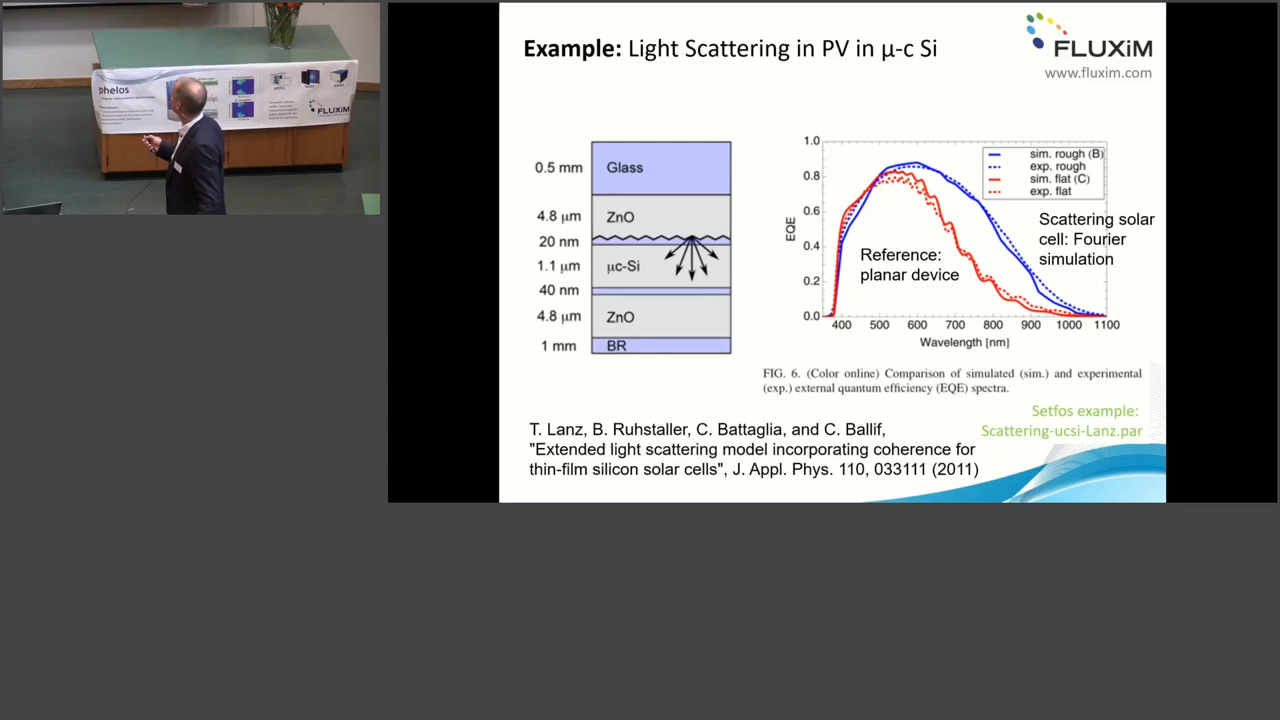 Example: Light Scattering in PV in µ-c Si
FLUXiM
www.fluxim.com
phelos
FLUXiM
0.5 mm
Glass
4.8 µm
ZnO
20 nm
1.1 µm
µc-Si
40 nm
4.8 µm
ZnO
1 mm
BR
1.0
0.8
0.6
0.4
0.2
0.0
EQE
400 500 600 700 800 900 1000 1100
Wavelength [nm]
sim. rough (B)
exp. rough
sim. flat (C)
exp. flat
Reference:
planar device
Scattering solar
cell: Fourier
simulation
FIG. 6. (Color online) Comparison of simulated (sim.) and experimental
(exp.) external quantum efficiency (EQE) spectra.
Setfos example:
Scattering-ucsi-Lanz.par
T. Lanz, B. Ruhstaller, C. Battaglia, and C. Ballif,
"Extended light scattering model incorporating coherence for
thin-film silicon solar cells", J. Appl. Phys. 110, 033111 (2011)